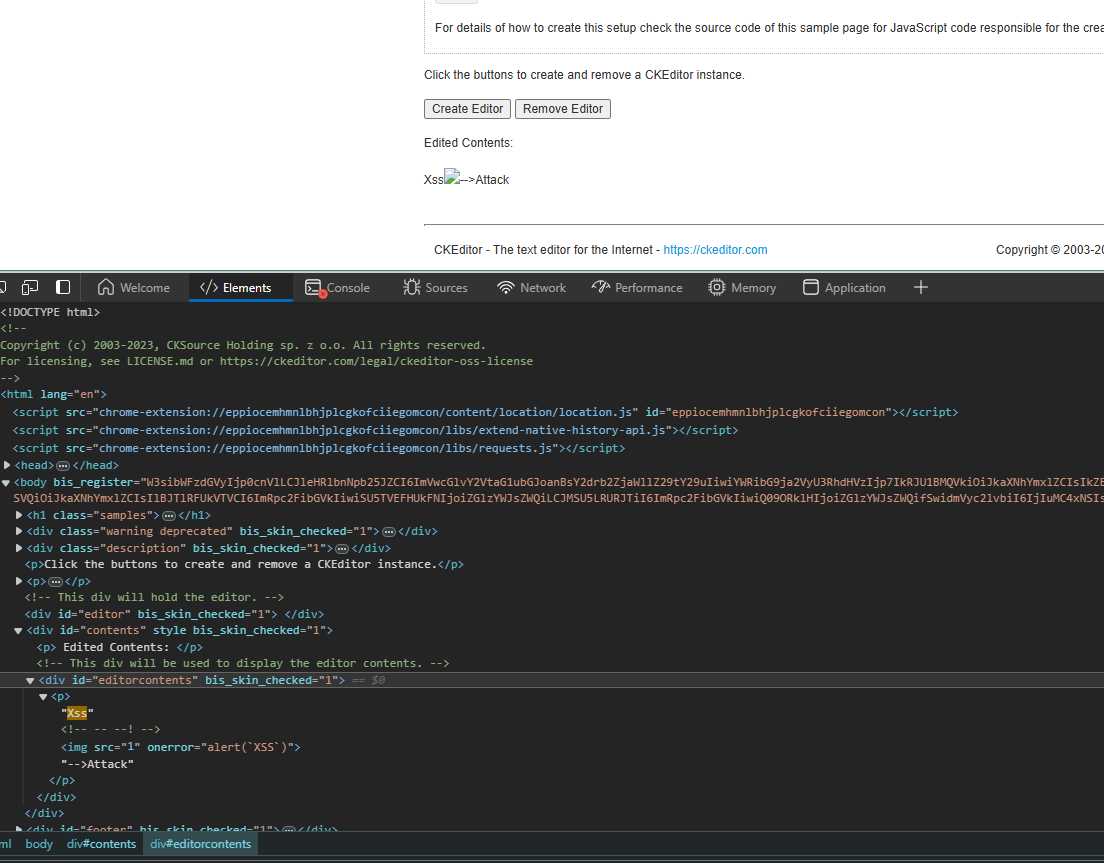 For details of how to create this setup check the source code of this sample page for JavaScript code responsible for the
Click the buttons to create and remove a CKEditor instance.
Create Editor Remove Editor
Edited Contents:
Xss-->Attack
CKEditor - The text editor for the Internet - https://ckeditor.com Copyright © 2003-20
Welcome </> Elements Console Sources Network Performance Memory Application
<!DOCTYPE html>
<!--
Copyright (c) 2003-2023, CKSource Holding sp. z o.o. All rights reserved.
For licensing, see LICENSE.md or https://ckeditor.com/legal/ckeditor-oss-license
-->
<html lang="en">
<script src="chrome-extension://eppiocemhmnlbhjplcgkofciiegomcon/content/location/location.js" id="eppiocemhmnlbhjplcgkofciiegomcon"></script>
<script src="chrome-extension://eppiocemhmnlbhjplcgkofciiegomcon/libs/extend-native-history-api.js"></script>
<script src="chrome-extension://eppiocemhmnlbhjplcgkofciiegomcon/libs/requests.js"></script>
<head>…</head>
<body bis_register=
<h1 class="samples">…</h1>
<div class="warning deprecated" bis_skin_checked="1">…</div>
<div class="description" bis_skin_checked="1">…</div>
<p>Click the buttons to create and remove a CKEditor instance.</p>
<p>…</p>
<!-- This div will hold the editor. -->
<div id="editor" bis_skin_checked="1"> </div>
<div id="contents" style bis_skin_checked="1">
<p> Edited Contents: </p>
<!-- This div will be used to display the editor contents. -->
<div id="editorcontents" bis_skin_checked="1"> == $0
<p>
"Xss"
<!-- -- --! -->
<img src="1" onerror="alert(`XSS`)">
"-->Attack"
</p>
</div>
</div>
<div id="footer" bis_skin_checked="1">…</div>
ml body div#contents div#editorcontents